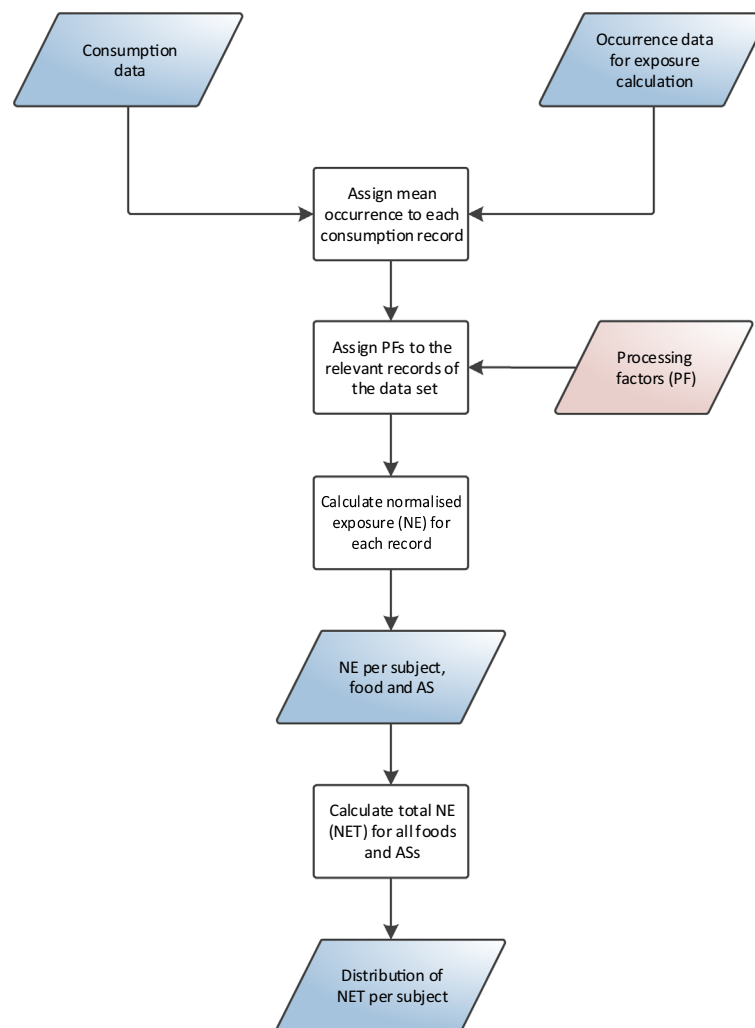 Consumption
data
Occurrence data
for exposure
calculation
Assign mean
occurrence to each
consumption record
Assign PFs to the
relevant records of
the data set
Processing
factors (PF)
Calculate normalised
exposure (NE) for
each record
NE per subject,
food and AS
Calculate total NE
(NET) for all foods
and ASs
Distribution of
NET per subject